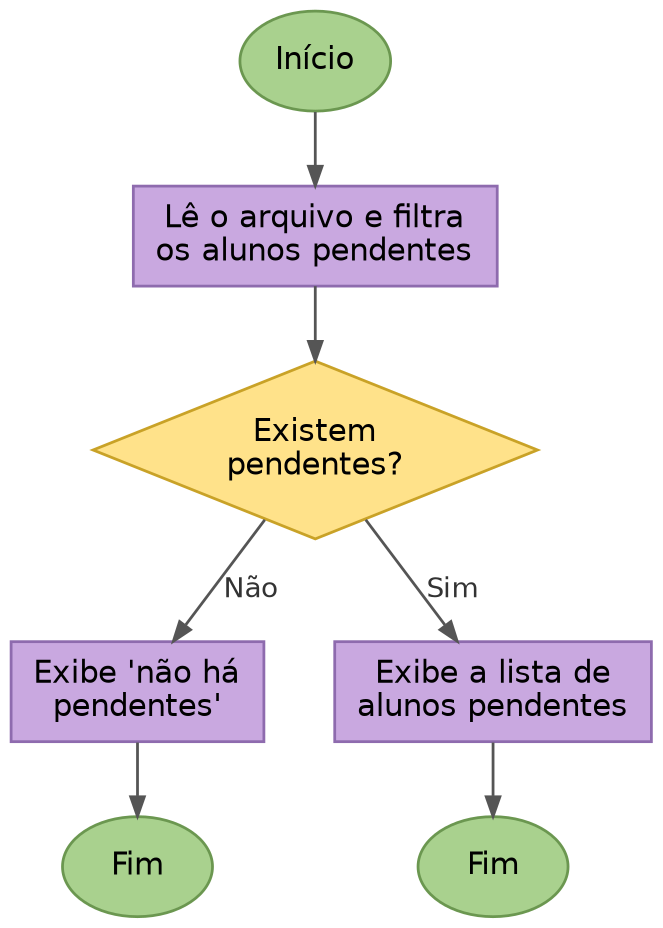 Início
Lê o arquivo e filtra
os alunos pendentes
Existem
pendentes?
Não
Sim
Exibe 'não há
pendentes'
Exibe a lista de
alunos pendentes
Fim
Fim